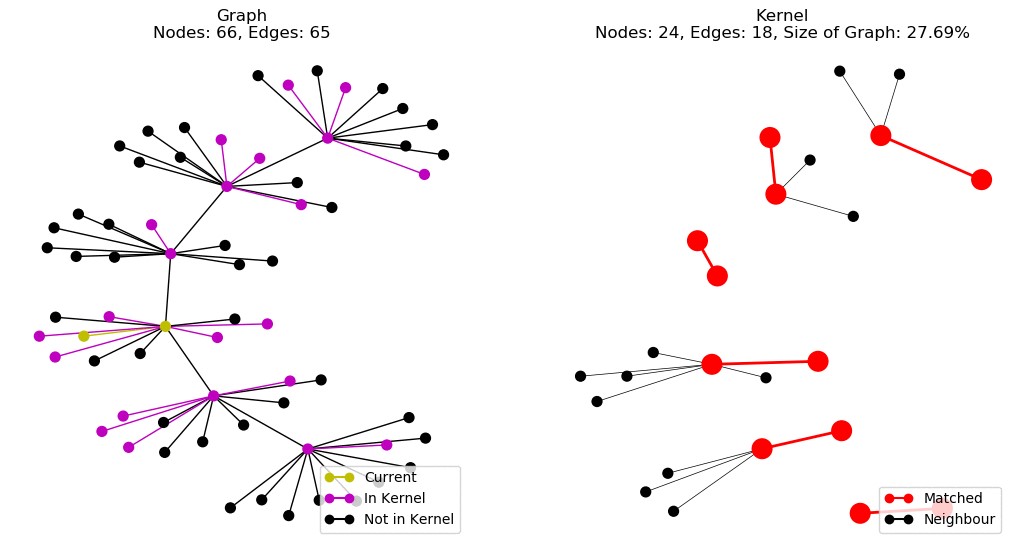 Graph
Nodes: 66, Edges: 65
Kernel
Nodes: 24, Edges: 18, Size of Graph: 27.69%
Current
In Kernel
Not in Kernel
Matched
Neighbour